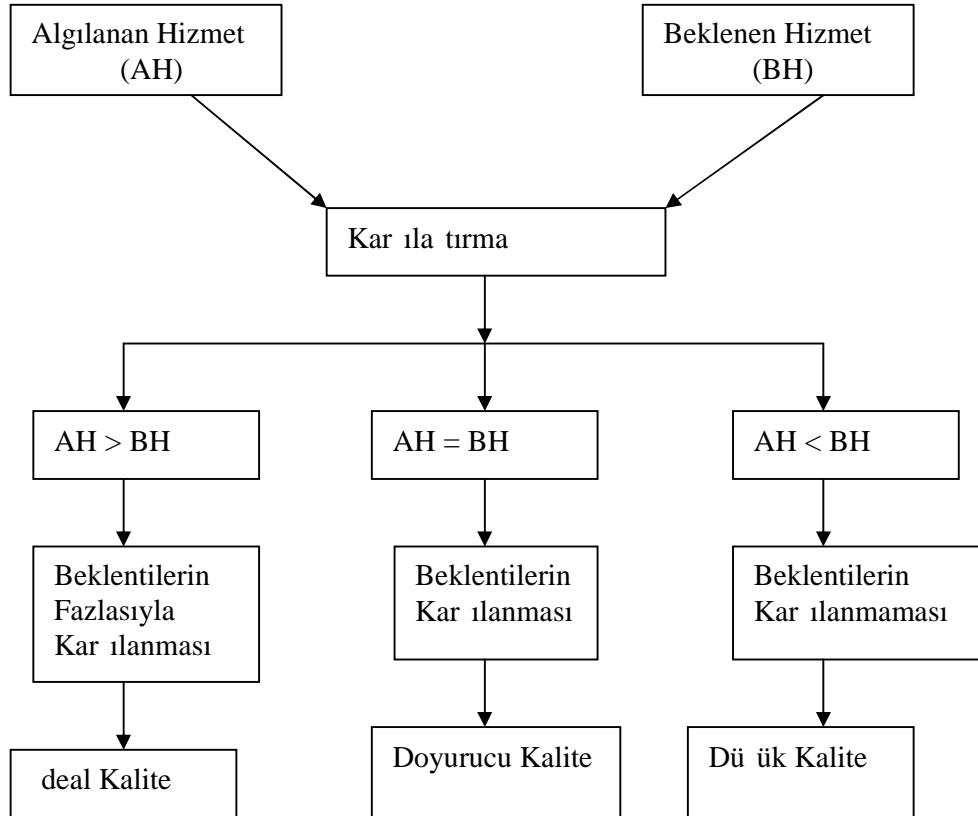 Algılanan Hizmet
(AH)
Beklenen Hizmet
(BH)
Kar ıla tırma
AH > BH
AH = BH
AH < BH
Beklentilerin
Fazlasıyla
Kar ılanması
Beklentilerin
Kar ılanması
Beklentilerin
Kar ılanmaması
deal Kalite
Doyurucu Kalite
Dü ük Kalite